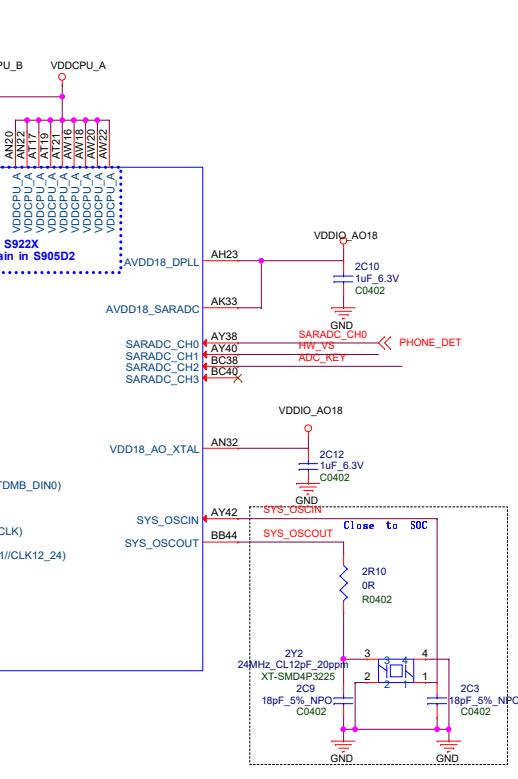 PU_B VDDCPU_A
AN20
AN22
AT17
AT19
AT21
AW16
AW18
AW20
AW22
VDDCPU_A
VDDCPU_A
VDDCPU_A
VDDCPU_A
VDDCPU_A
VDDCPU_A
VDDCPU_A
VDDCPU_A
VDDCPU_A
S922X
ain in S905D2
VDDIO_AO18
AVDD18_DPLL AH23
2C10
1uF_6.3V
C0402
AVDD18_SARADC AK33
GND
SARADC_CH0 AY38 SARADC_CH0 PHONE_DET
SARADC_CH1 AY40 HW_VS
SARADC_CH2 BC38 ADC_KEY
SARADC_CH3 BC40
VDDIO_AO18
VDD18_AO_XTAL AN32
2C12
1uF_6.3V
C0402
TDMB_DIN0)
GND
SYS_OSCIN AY42 SYS_OSCIN
Close to SOC
CLK)
SYS_OSCOUT BB44 SYS_OSCOUT
1//CLK12_24)
2R10
0R
R0402
2Y2 3 3 4 4
24MHz_CL12pF_20ppm
XT-SMD4P3225 2 2 1 1
2C9 2C3
18pF_5%_NPO 18pF_5%_NPO
C0402 C0402
GND GND